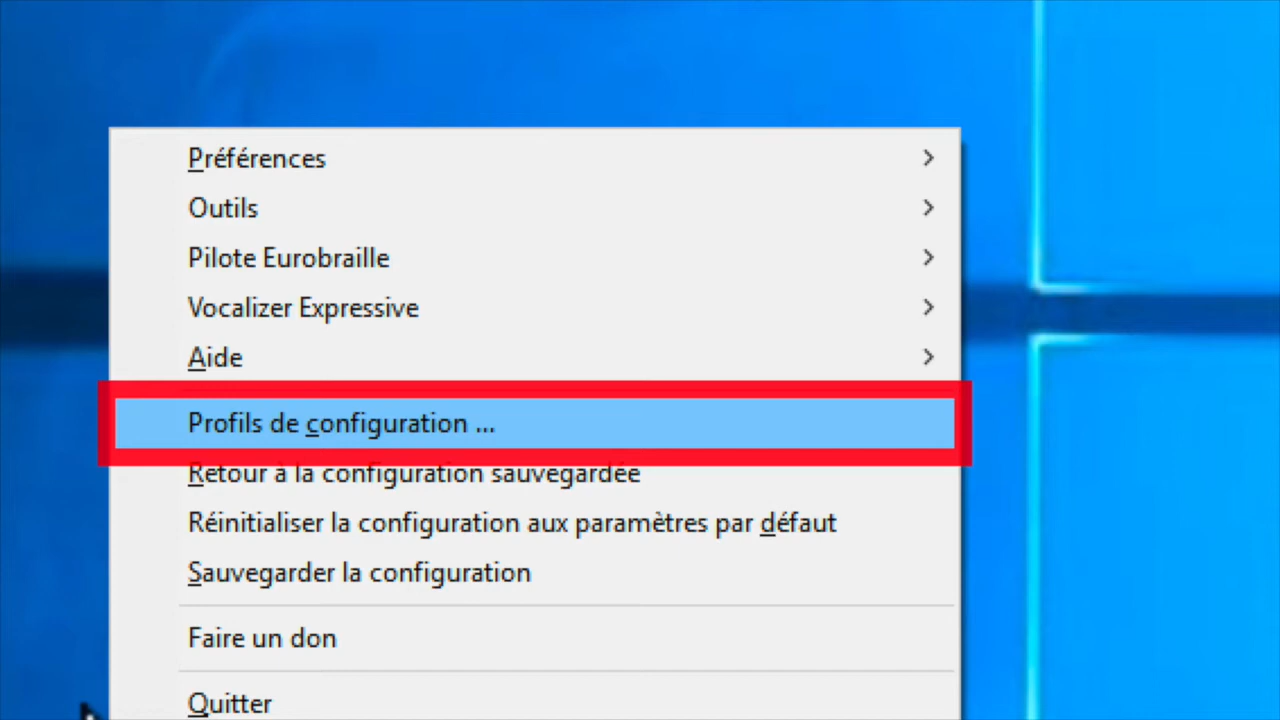 Préférences
Outils
Pilote Eurobraille
Vocalizer Expressive
Aide
Profils de configuration ...
Retour à la configuration sauvegardée
Réinitialiser la configuration aux paramètres par défaut
Sauvegarder la configuration
Faire un don
Quitter